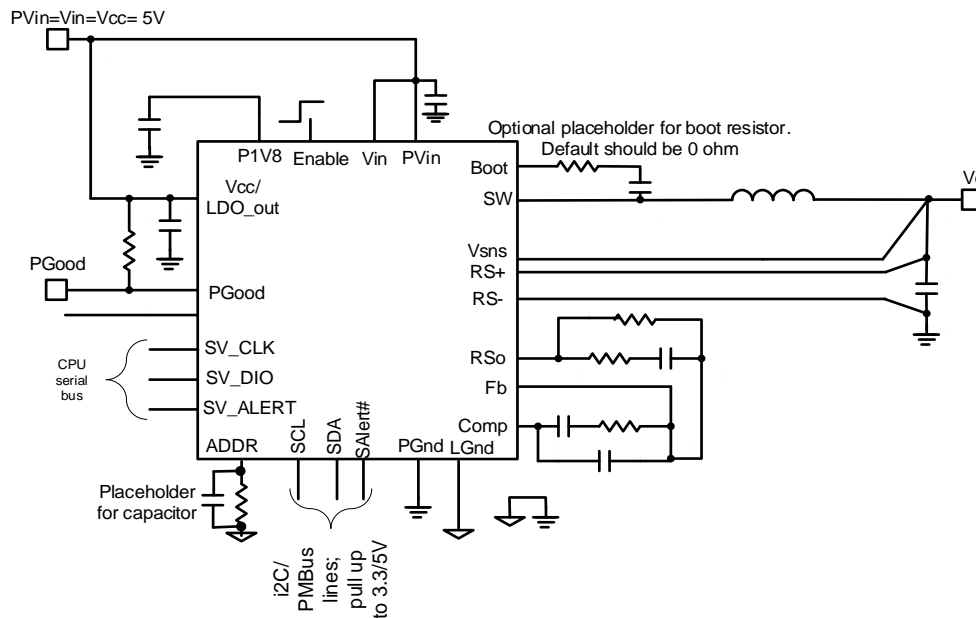 PVin=Vin=Vcc= 5V
P1V8
Enable
Vin
PVin
Optional placeholder for boot resistor.
Default should be 0 ohm
Boot
Vcc/
LDO_out
SW
Vsns
RS+
RS-
PGood
PGood
SV_CLK
SV_DIO
SV_ALERT
CPU
serial
bus
RSo
Fb
Comp
ADDR
SCL
SDA
SAlert#
PGnd
LGnd
Placeholder
for capacitor
i2C/
PMBus
lines;
pull up
to 3.3/5V